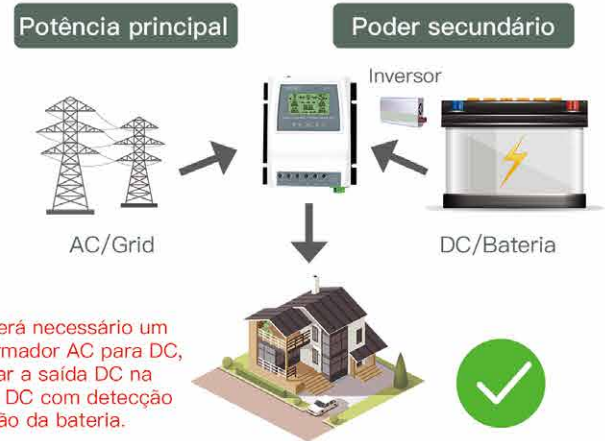 Potência principal
Poder secundário
Inversor
AC/Grid
DC/Bateria
erá necessário um
rmador AC para DC,
ar a saída DC na
DC com detecção
ão da bateria.